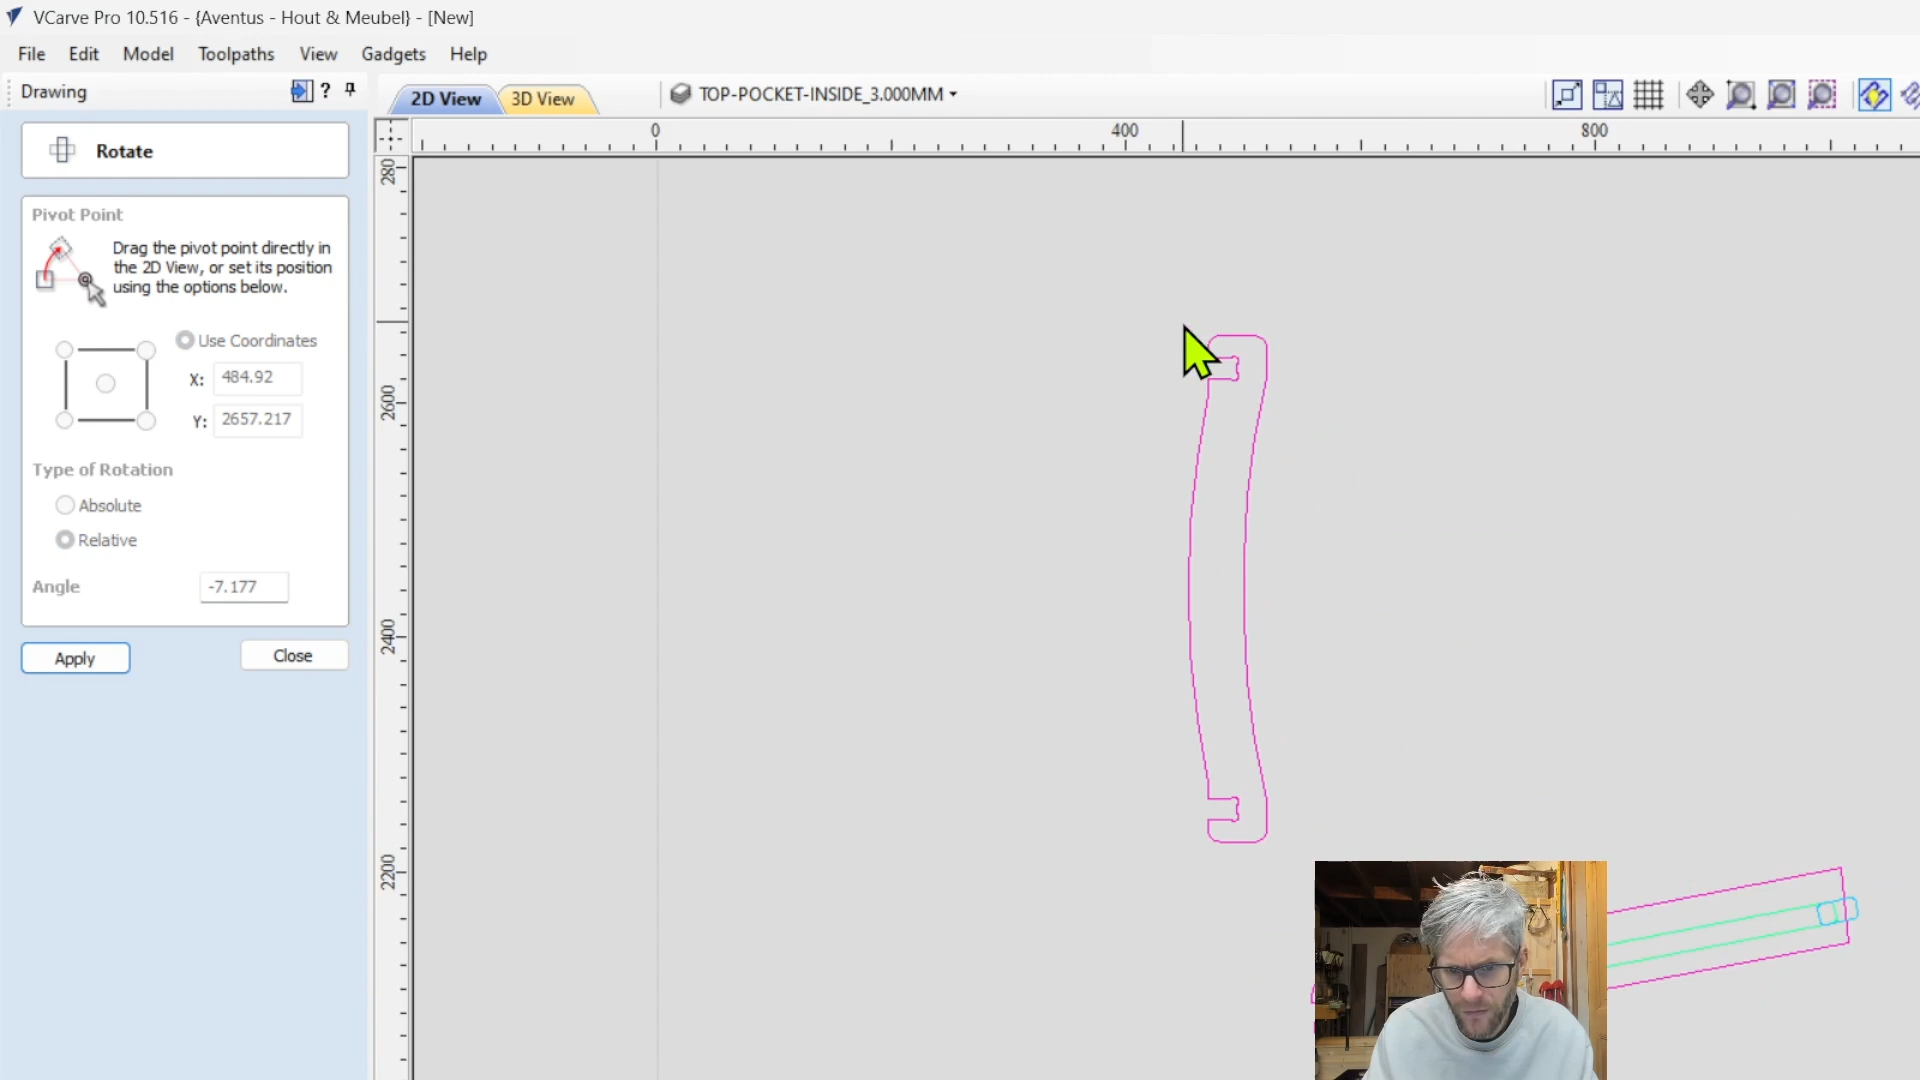 VCarve Pro 10.516 - {Aventus - Hout & Meubel} - [New]
File Edit Model Toolpaths View Gadgets Help
Drawing ?
2D View 3D View TOP-POCKET-INSIDE_3.000MM
0 400 800
Rotate
Pivot Point
Drag the pivot point directly in
the 2D View, or set its position
using the options below.
Use Coordinates
X: 484.92
Y: 2657.217
Type of Rotation
Absolute
Relative
Angle -7.177
Apply Close
280
2600
2400
2200